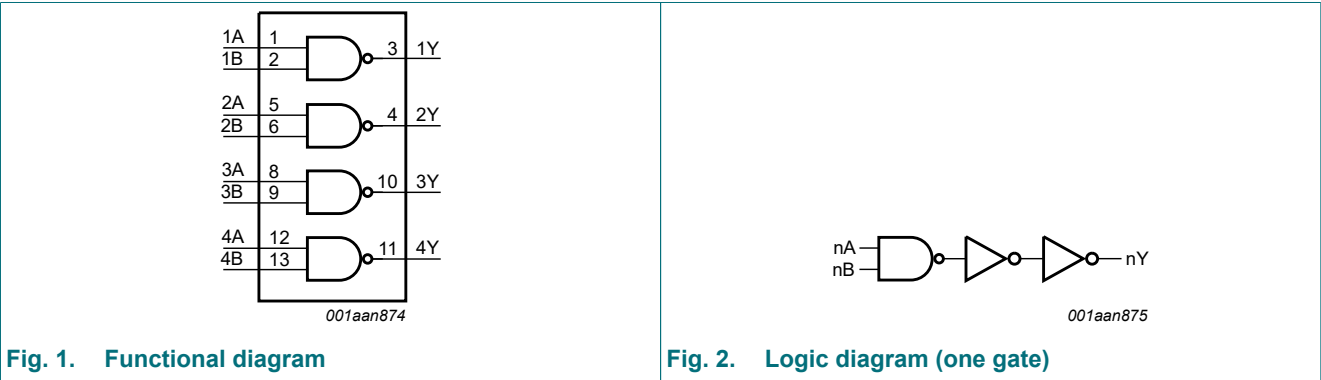 1A 1
1B 2
3 1Y
2A 5
2B 6
4 2Y
3A 8
3B 9
10 3Y
4A 12
4B 13
11 4Y
001aan874
Fig. 1. Functional diagram
nA
nB
nY
001aan875
Fig. 2. Logic diagram (one gate)